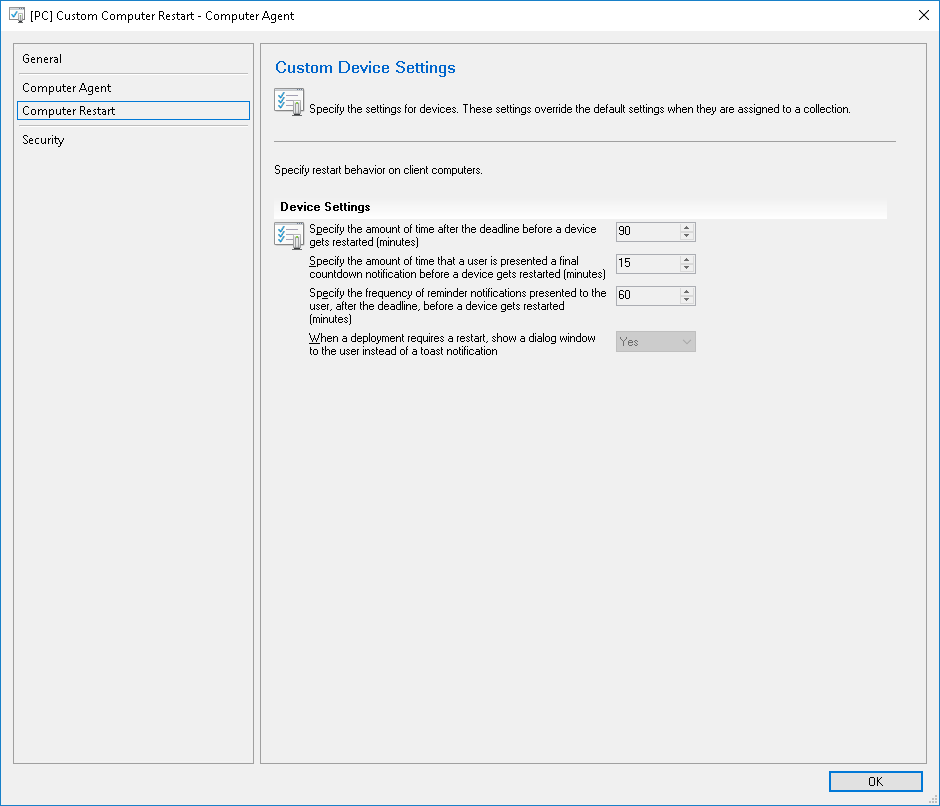 [PC] Custom Computer Restart - Computer Agent
General
Computer Agent
Computer Restart
Security
Custom Device Settings
Specify the settings for devices. These settings override the default settings when they are assigned to a collection.
Specify restart behavior on client computers.
Device Settings
Specify the amount of time after the deadline before a device
gets restarted (minutes)
90
Specify the amount of time that a user is presented a final
countdown notification before a device gets restarted (minutes)
15
Specify the frequency of reminder notifications presented to the
user, after the deadline, before a device gets restarted
(minutes)
60
When a deployment requires a restart, show a dialog window
to the user instead of a toast notification
Yes
OK